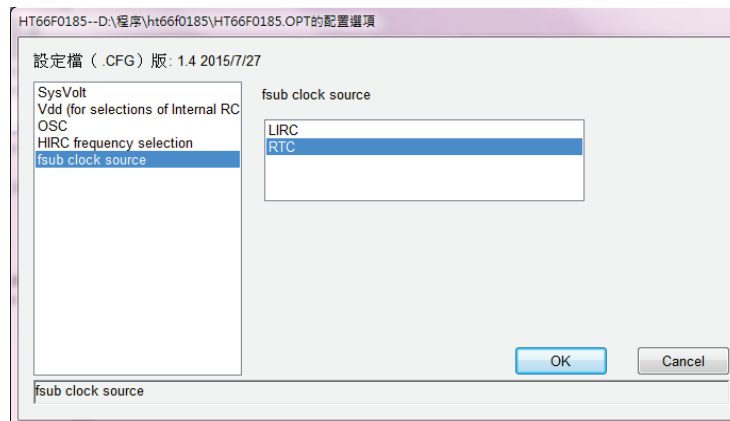 HT66F0185--D:\程序\ht66f0185\HT66F0185.OPT的配置選項
設定檔（ .CFG）版: 1.4 2015/7/27
SysVolt
Vdd (for selections of Internal RC
OSC
HIRC frequency selection
fsub clock source
fsub clock source
LIRC
RTC
OK
Cancel
fsub clock source